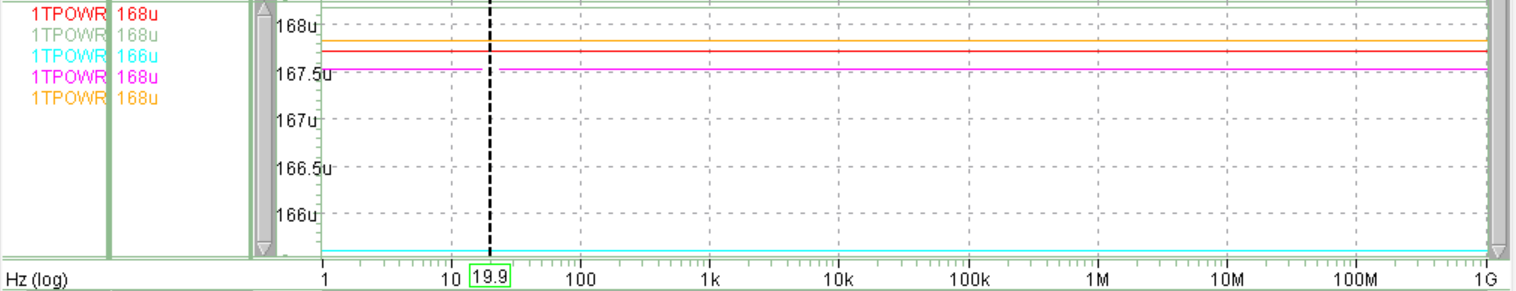 1TPOWR 168u
1TPOWR 168u
1TPOWR 166u
1TPOWR 168u
1TPOWR 168u
168u
167.5u
167u
166.5u
166u
Hz (log) 1 10 19.9 100 1k 10k 100k 1M 10M 100M 1G